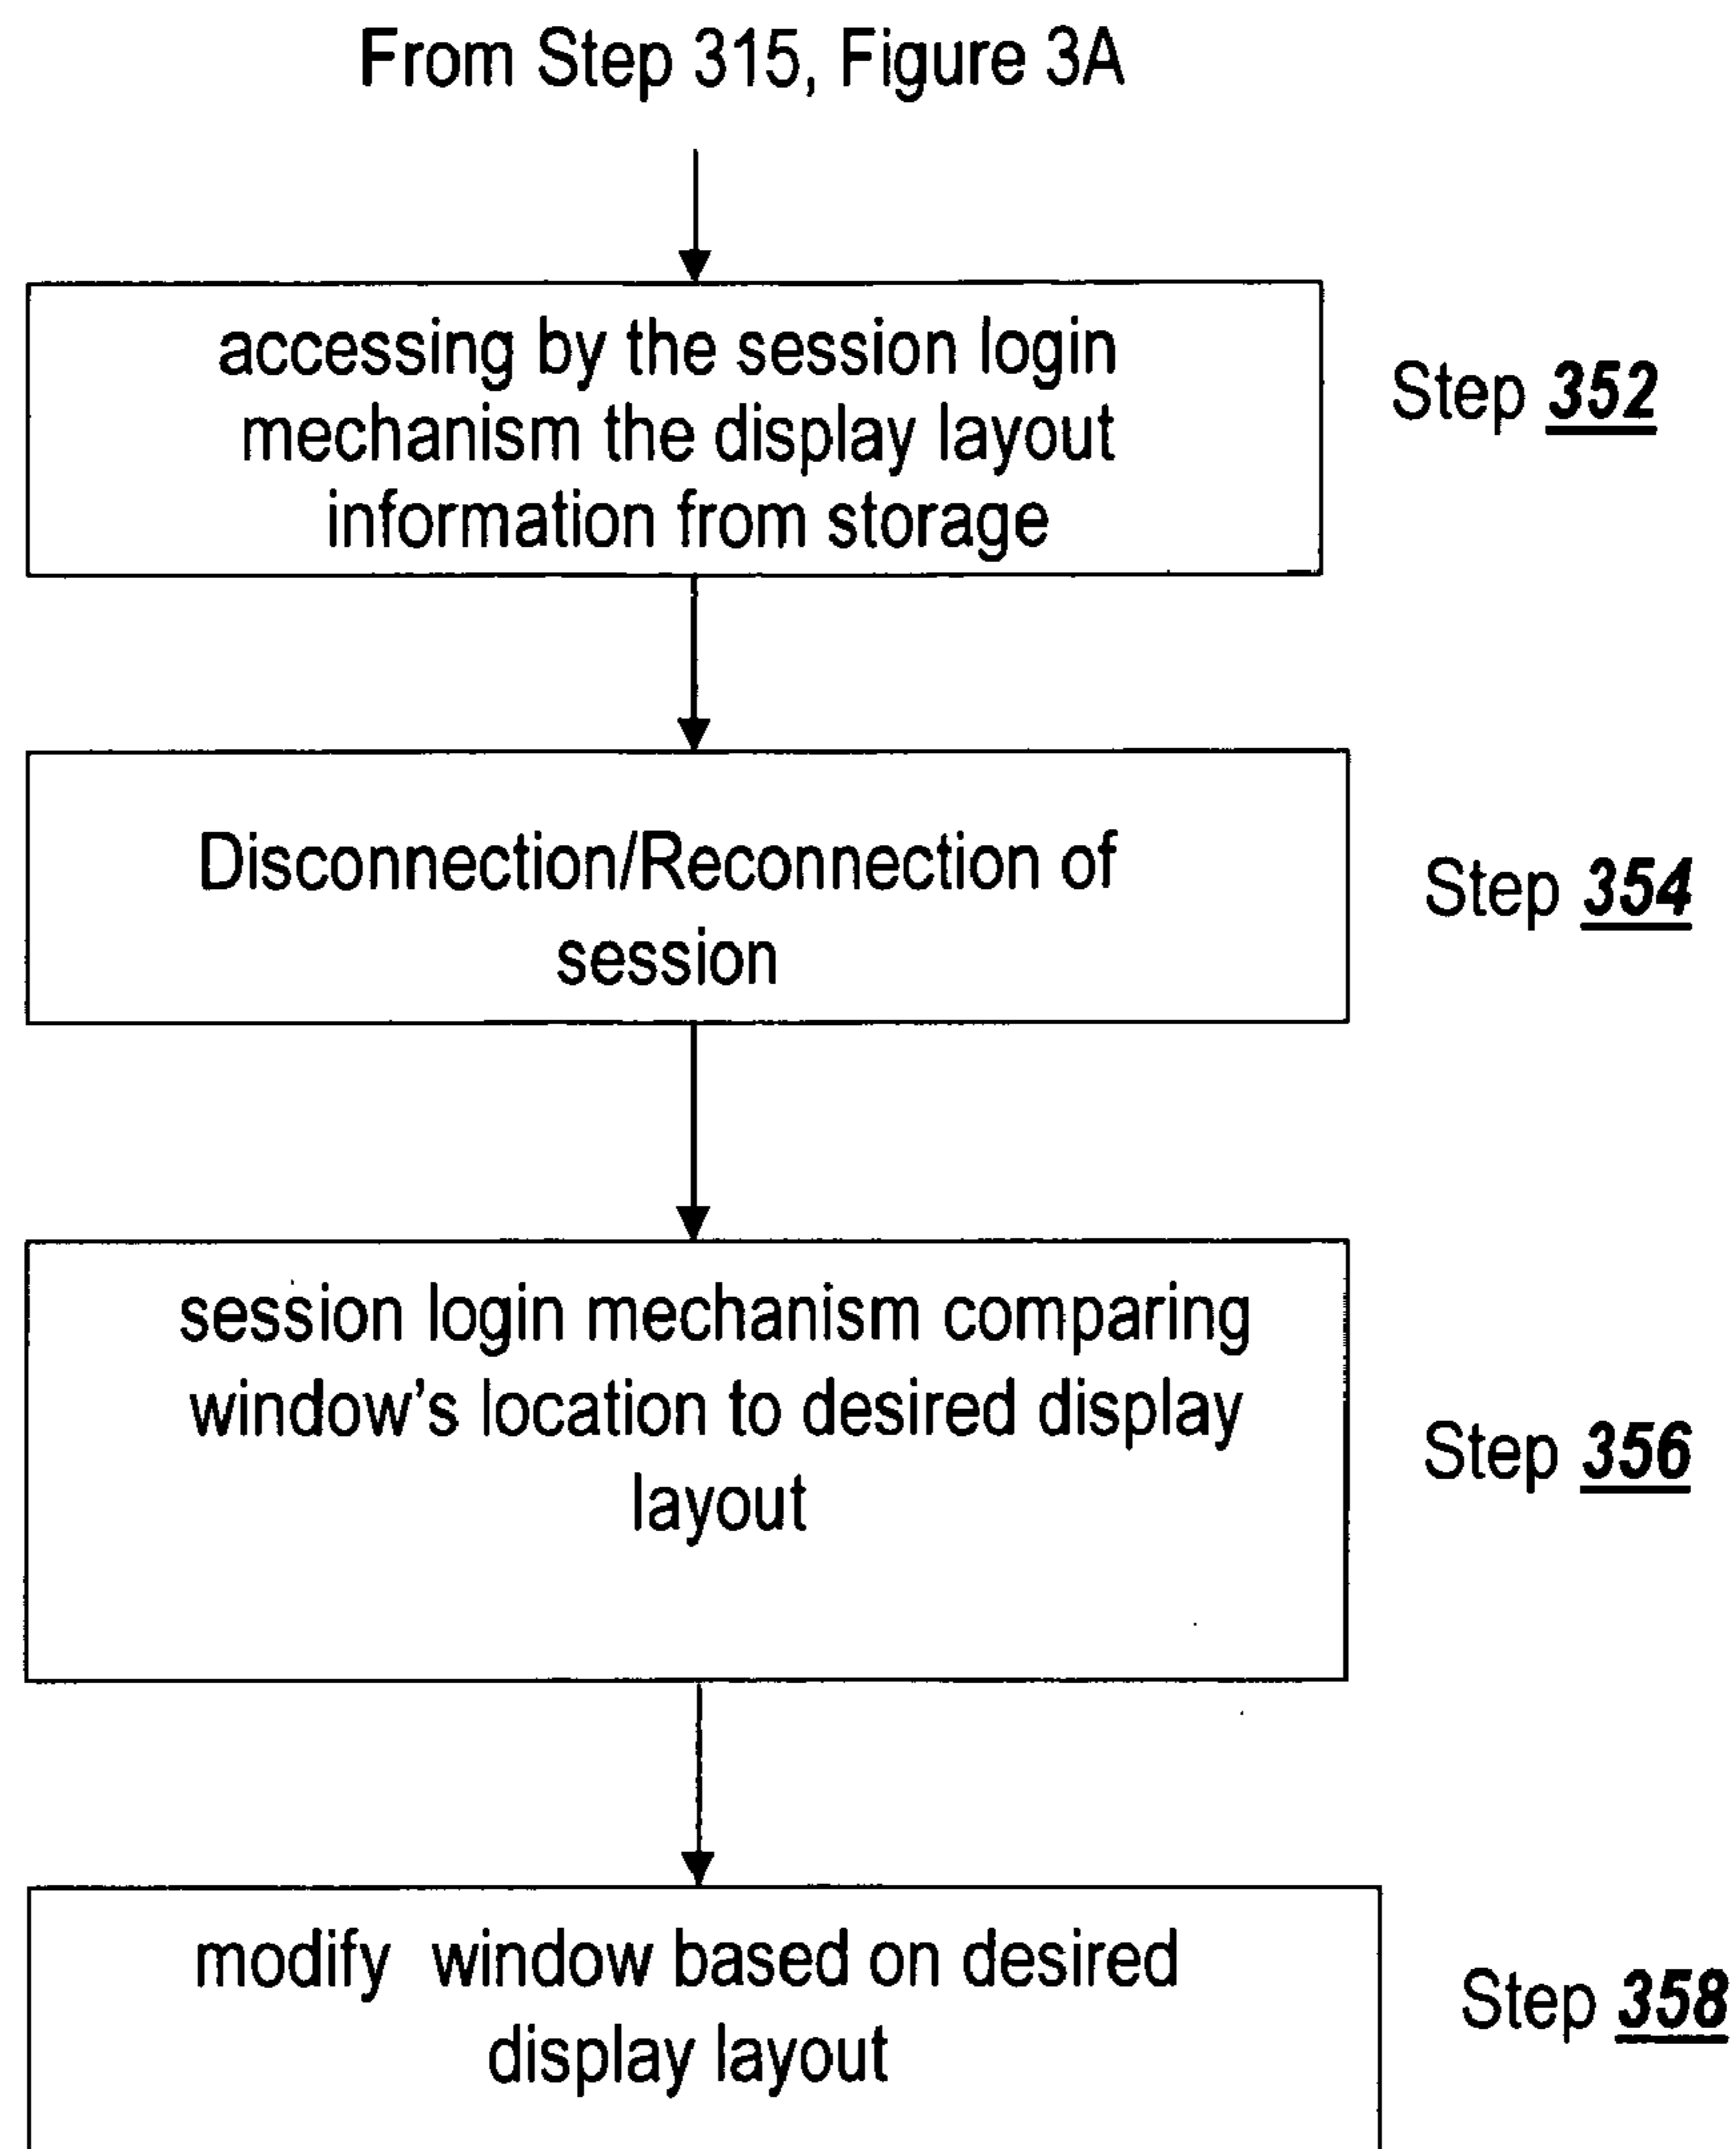 From Step 315, Figure 3A
accessing by the session login
mechanism the display layout
information from storage
Step 352
Disconnection/Reconnection of
session
Step 354
session login mechanism comparing
window's location to desired display
layout
Step 356
modify window based on desired
display layout
Step 358